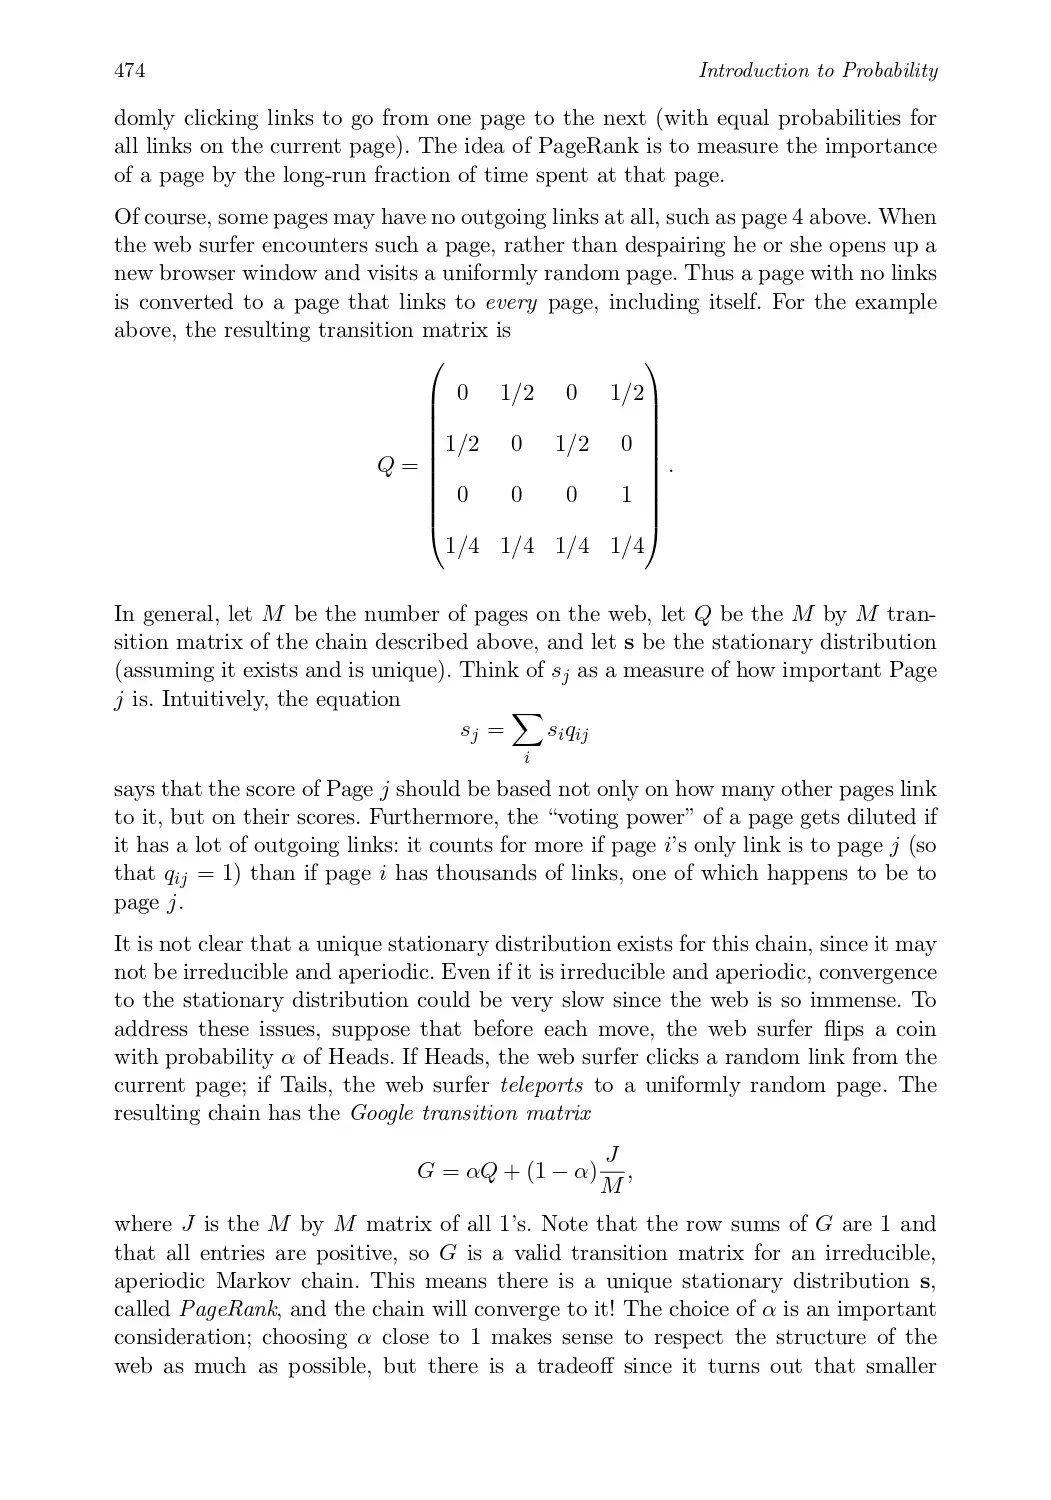 474 Introduction to Probability
domly clicking links to go from one page to the next (with equal probabilities for
all links on the current page). The idea of PageRank is to measure the importance
of a page by the long-run fraction of time spent at that page.
Of course, some pages may have no outgoing links at all, such as page 4 above. When
the web surfer encounters such a page, rather than despairing he or she opens up a
new browser window and visits a uniformly random page. Thus a page with no links
is converted to a page that links to every page, including itself. For the example
above, the resulting transition matrix is
0 1/2 0 1/2
1/2 0 1/2 0
Q = .
0 0 0 1
1/4 1/4 1/4 1/4
In general, let M be the number of pages on the web, let Q be the M by M tran-
sition matrix of the chain described above, and let s be the stationary distribution
(assuming it exists and is unique). Think of s_j as a measure of how important Page
j is. Intuitively, the equation
s_j = ∑_i s_i q_ij
says that the score of Page j should be based not only on how many other pages link
to it, but on their scores. Furthermore, the “voting power” of a page gets diluted if
it has a lot of outgoing links: it counts for more if page i’s only link is to page j (so
that q_ij = 1) than if page i has thousands of links, one of which happens to be to
page j.
It is not clear that a unique stationary distribution exists for this chain, since it may
not be irreducible and aperiodic. Even if it is irreducible and aperiodic, convergence
to the stationary distribution could be very slow since the web is so immense. To
address these issues, suppose that before each move, the web surfer flips a coin
with probability α of Heads. If Heads, the web surfer clicks a random link from the
current page; if Tails, the web surfer teleports to a uniformly random page. The
resulting chain has the Google transition matrix
G = αQ + (1 − α) J/M,
where J is the M by M matrix of all 1’s. Note that the row sums of G are 1 and
that all entries are positive, so G is a valid transition matrix for an irreducible,
aperiodic Markov chain. This means there is a unique stationary distribution s,
called PageRank, and the chain will converge to it! The choice of α is an important
consideration; choosing α close to 1 makes sense to respect the structure of the
web as much as possible, but there is a tradeoff since it turns out that smaller